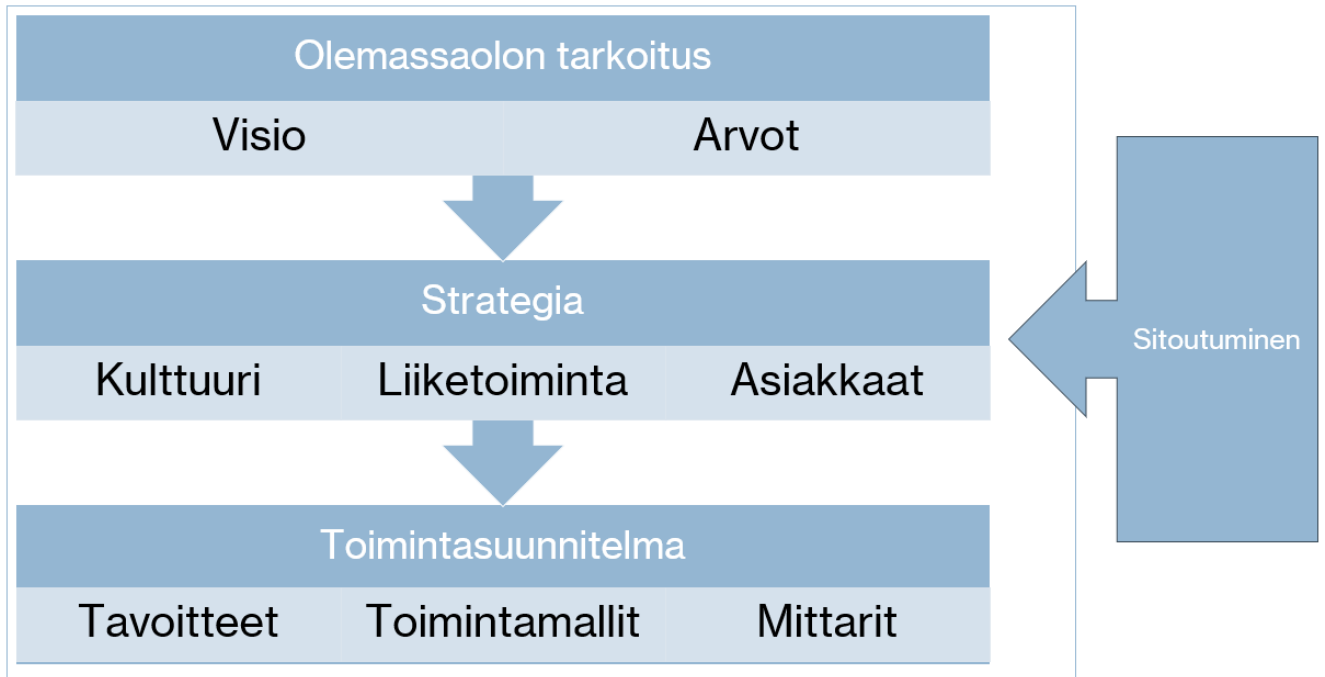 Olemassaolon tarkoitus
Visio Arvot
Strategia
Kulttuuri Liiketoiminta Asiakkaat
Sitoutuminen
Toimintasuunnitelma
Tavoitteet Toimintamallit Mittarit